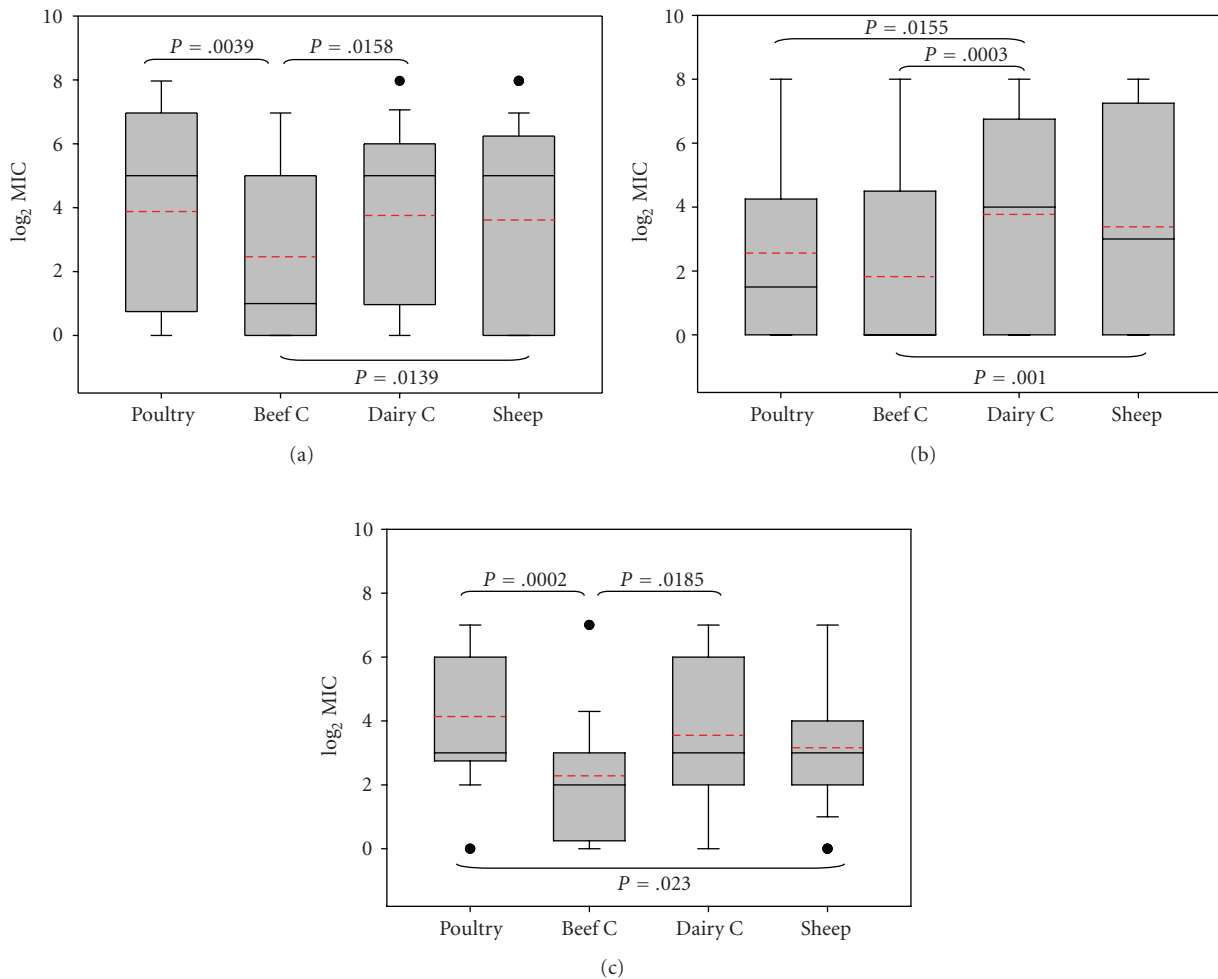 10
8
6
4
2
0
log₂ MIC
P = .0039
P = .0158
P = .0139
Poultry Beef C Dairy C Sheep
(a)
10
8
6
4
2
0
log₂ MIC
P = .0155
P = .0003
P = .001
Poultry Beef C Dairy C Sheep
(b)
10
8
6
4
2
0
log₂ MIC
P = .0002
P = .0185
P = .023
Poultry Beef C Dairy C Sheep
(c)